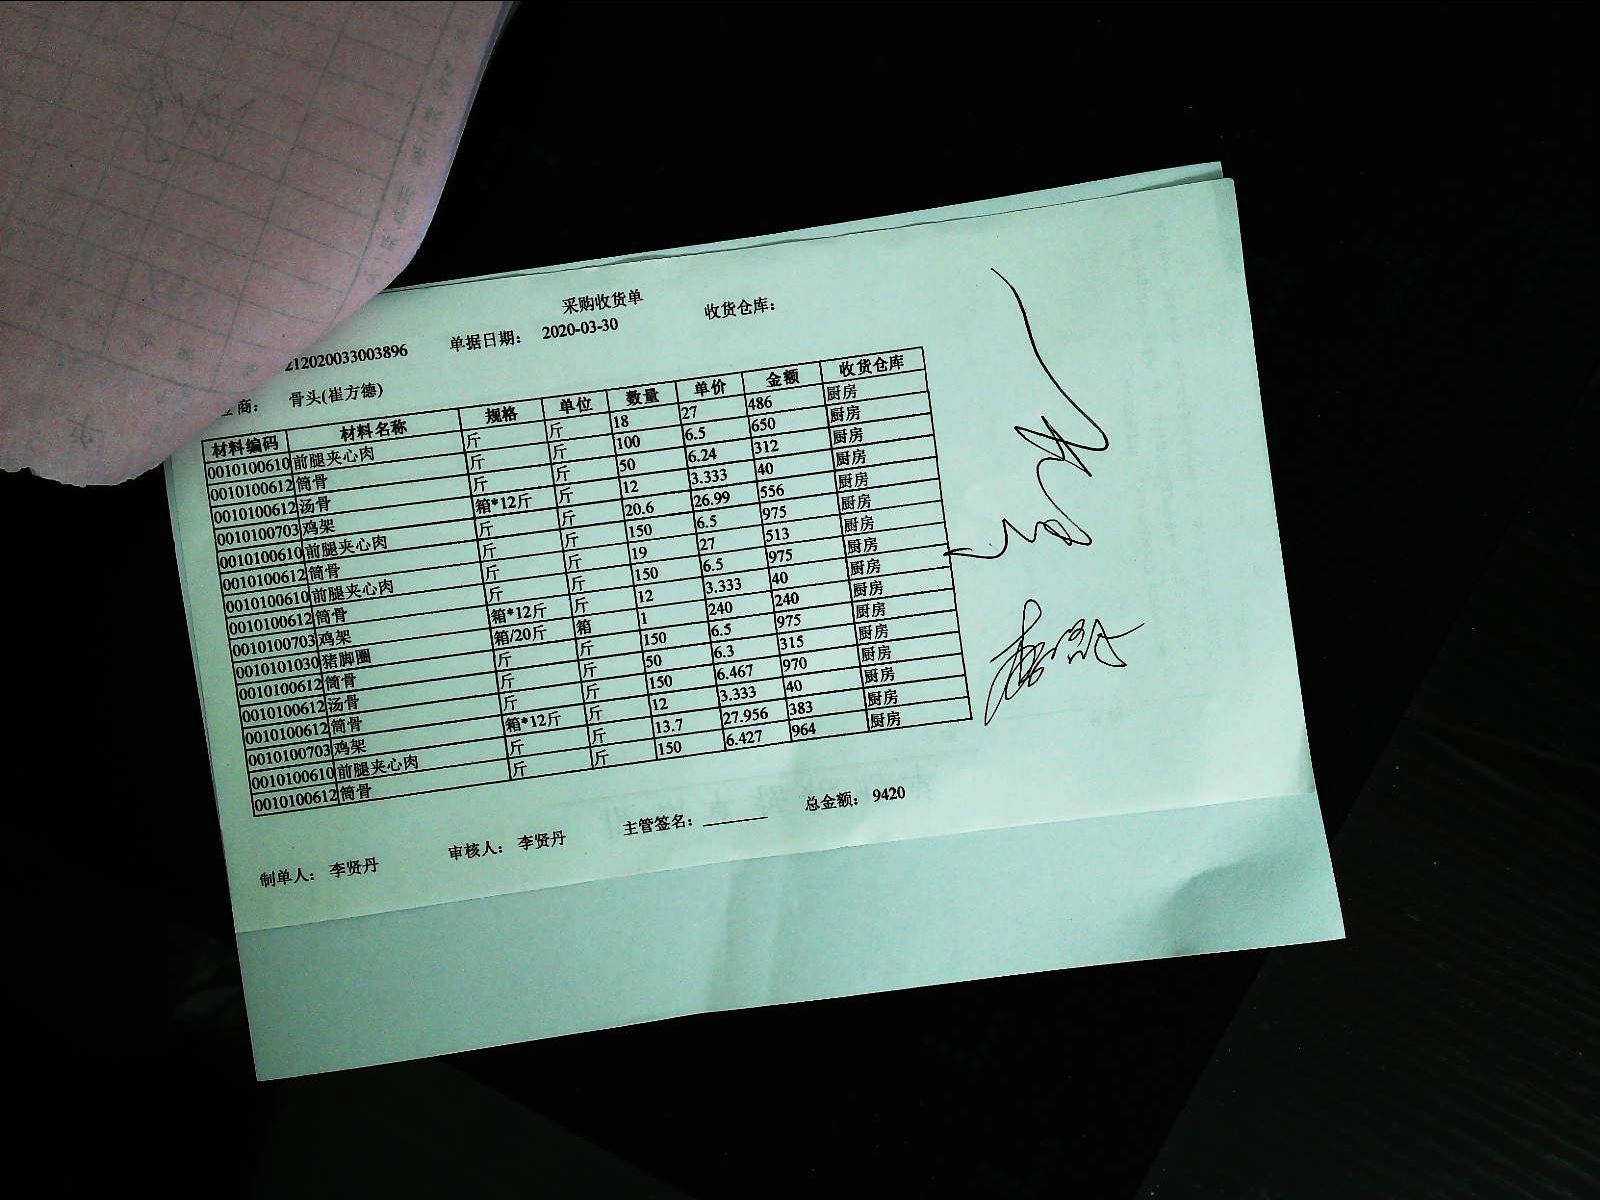 采购收货单
212020033003896 单据日期： 2020-03-30 收货仓库：
商： 骨头(崔方德)
材料编码 材料名称 规格 单位 数量 单价 金额 收货仓库
0010100610 前腿夹心肉 斤 斤 18 27 486 厨房
0010100612 筒骨 斤 斤 100 6.5 650 厨房
0010100612 汤骨 斤 斤 50 6.24 312 厨房
0010100703 鸡架 箱*12斤 斤 12 3.333 40 厨房
0010100610 前腿夹心肉 斤 斤 20.6 26.99 556 厨房
0010100612 筒骨 斤 斤 150 6.5 975 厨房
0010100610 前腿夹心肉 斤 斤 19 27 513 厨房
0010100612 筒骨 斤 斤 150 6.5 975 厨房
0010100703 鸡架 箱*12斤 斤 12 3.333 40 厨房
0010101030 猪脚圈 箱/20斤 箱 1 240 240 厨房
0010100612 筒骨 斤 斤 150 6.5 975 厨房
0010100612 汤骨 斤 斤 50 6.3 315 厨房
0010100612 筒骨 斤 斤 150 6.467 970 厨房
0010100703 鸡架 箱*12斤 斤 12 3.333 40 厨房
0010100610 前腿夹心肉 斤 斤 13.7 27.956 383 厨房
0010100612 筒骨 斤 斤 150 6.427 964 厨房
制单人： 李贤丹 审核人： 李贤丹 主管签名： 总金额： 9420